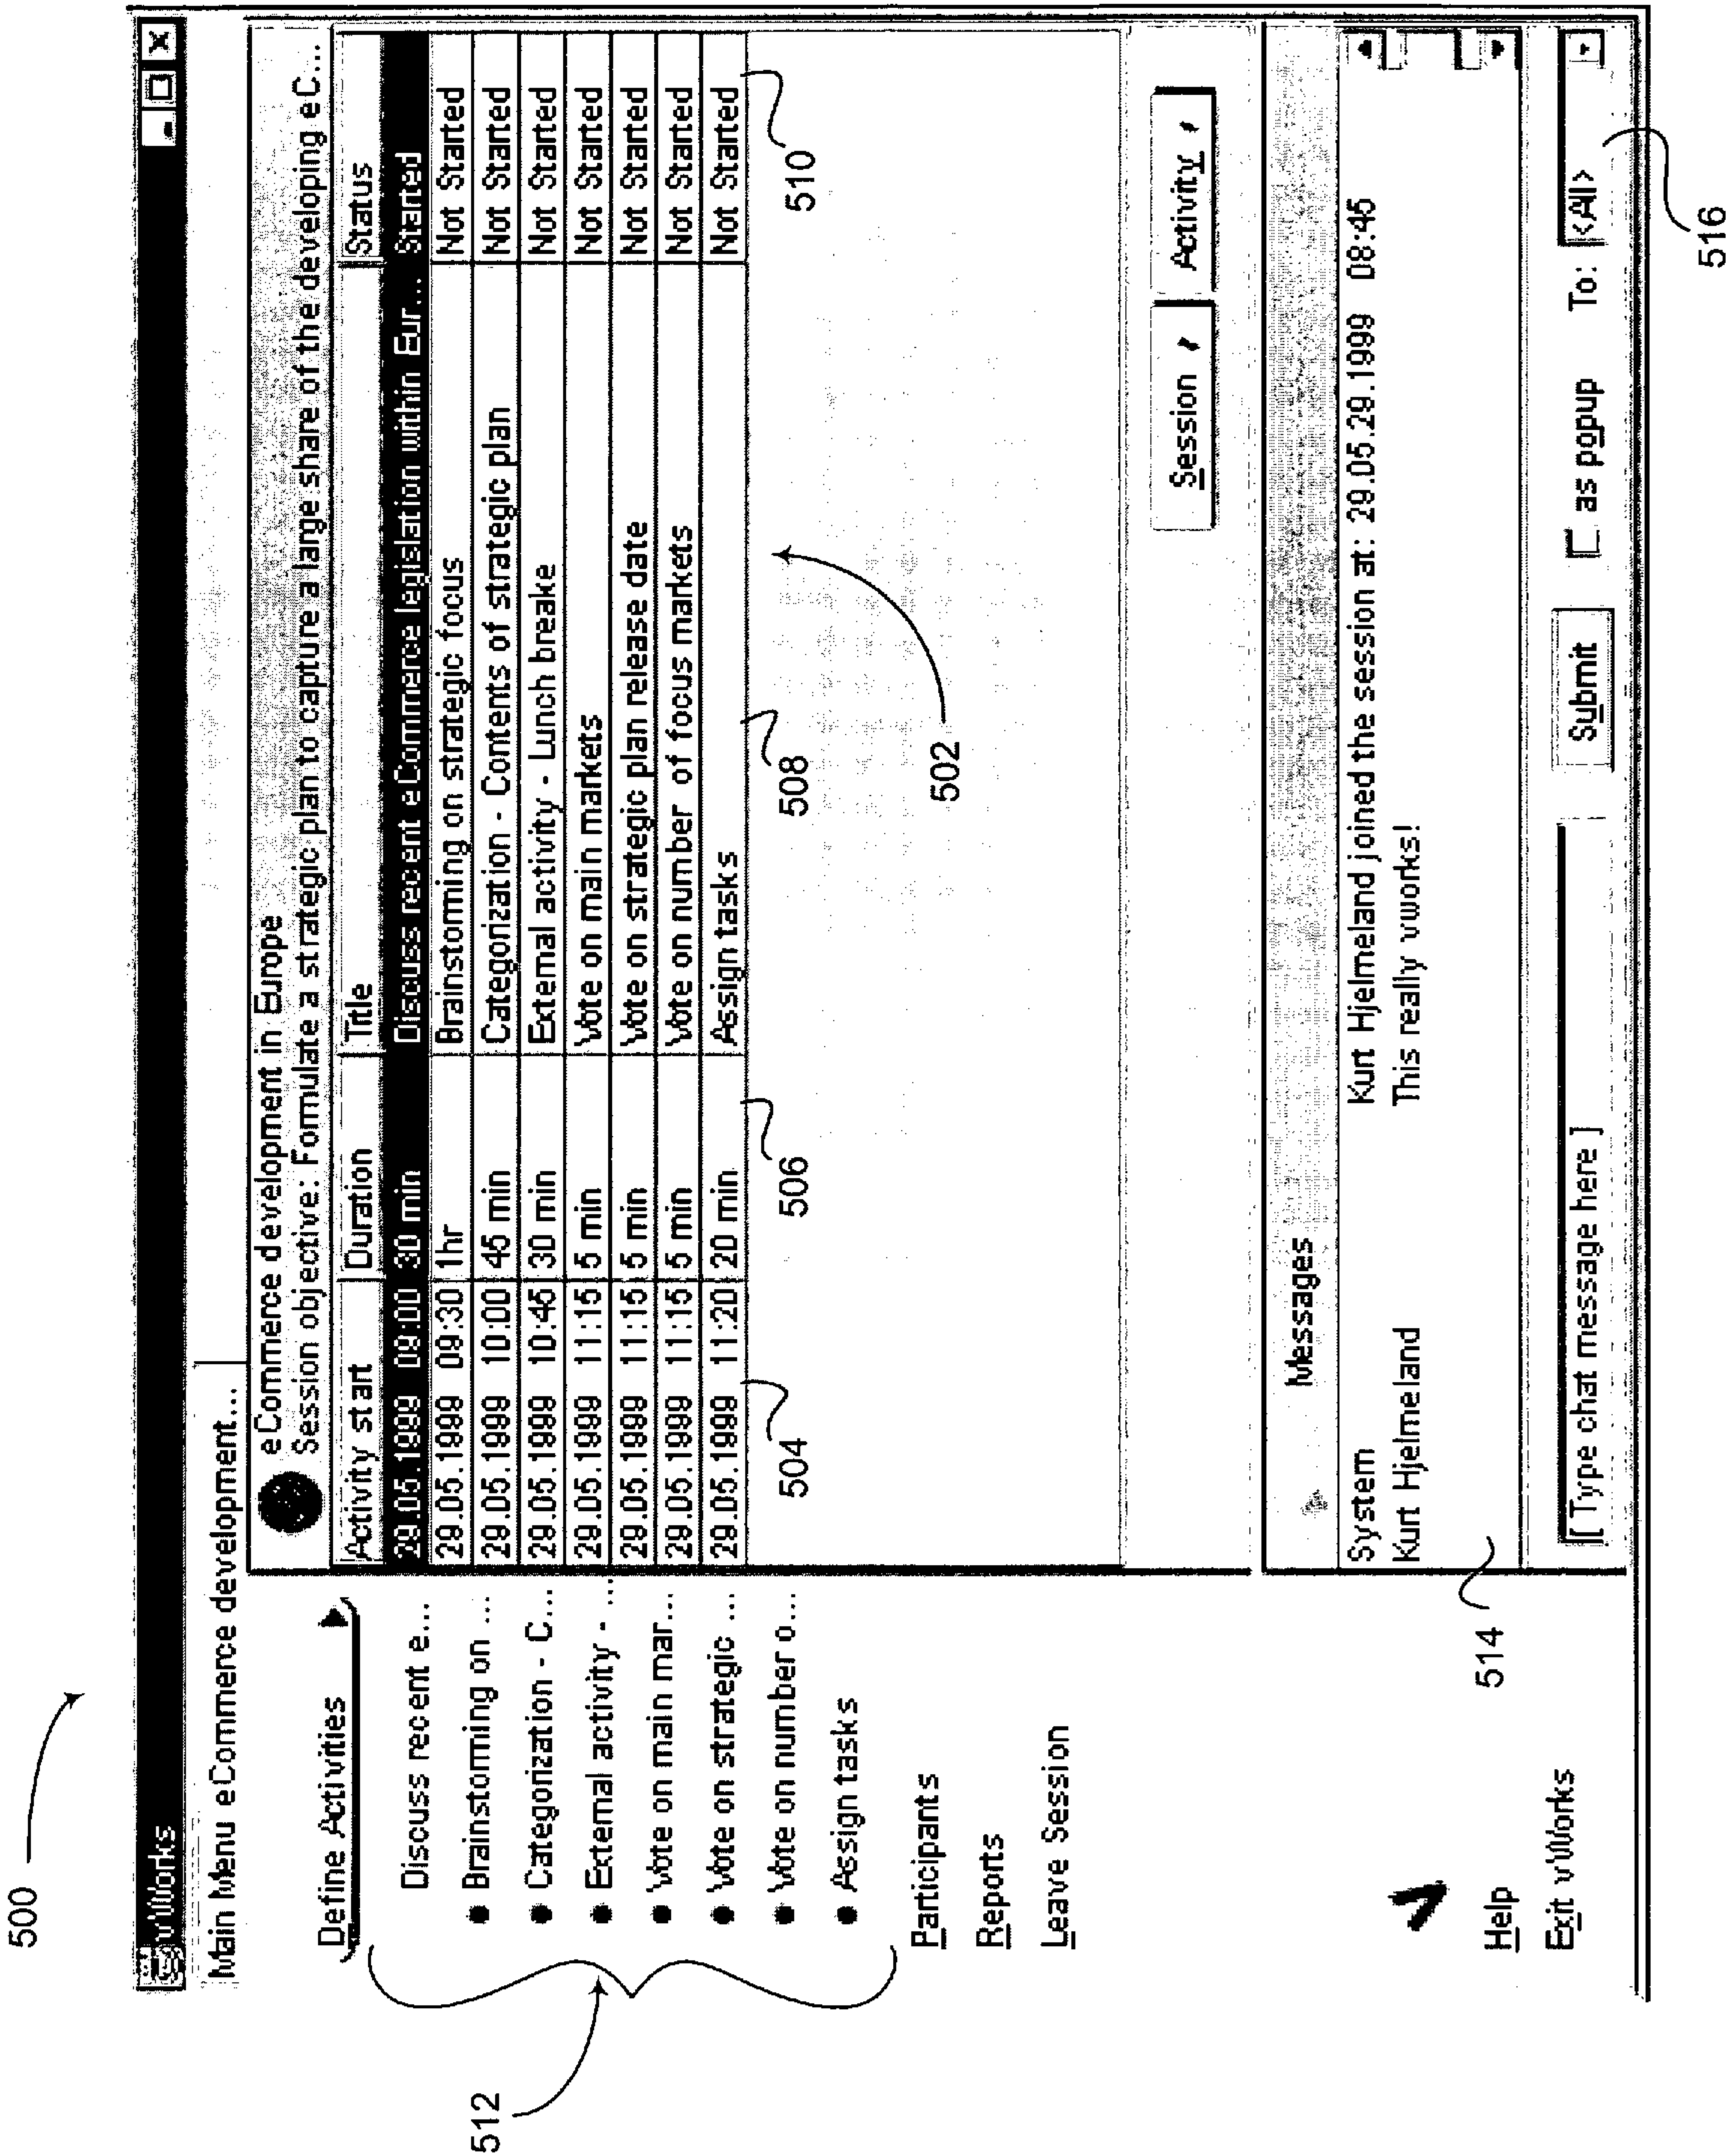 500
vWorks
Main Menu eCommerce development...
Define Activities
Discuss recent e...
Brainstorming on ...
Categorization - C...
External activity - ...
Vote on main mar...
Vote on strategic ...
Vote on number o...
Assign tasks
512
Participants
Reports
Leave Session
Help
Exit vWorks
eCommerce development in Europe
Session objective: Formulate a strategic plan to capture a large share of the developing eC...
Activity start Duration Title Status
29.05.1999 09:00 30 min Discuss recent eCommerce legislation within Eur... Started
29.05.1999 09:30 1hr Brainstorming on strategic focus Not Started
29.05.1999 10:00 45 min Categorization - Contents of strategic plan Not Started
29.05.1999 10:45 30 min External activity - Lunch breake Not Started
29.05.1999 11:15 5 min Vote on main markets Not Started
29.05.1999 11:15 5 min Vote on strategic plan release date Not Started
29.05.1999 11:15 5 min Vote on number of focus markets Not Started
29.05.1999 11:20 20 min Assign tasks Not Started
504 506 508 510
502
Session Activity
Messages
System Kurt Hjelmeland joined the session at: 29.05.29.1999 08:45
Kurt Hjelmeland This really vworks!
514
[Type chat message here] Submit as popup To: <All>
516